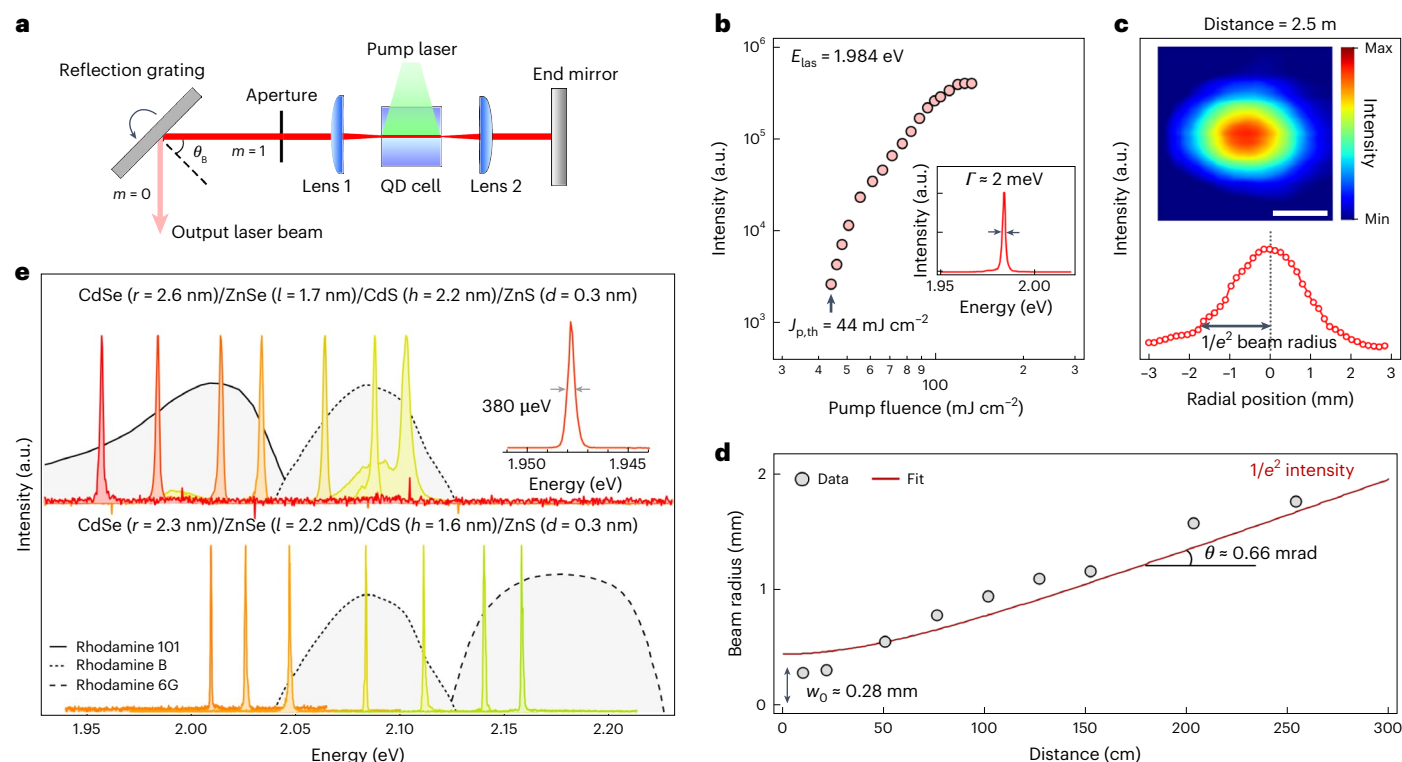 a
Reflection grating
Pump laser
End mirror
Aperture
θB
m = 1
m = 0
Lens 1
QD cell
Lens 2
Output laser beam
b
Intensity (a.u.)
10⁶
10⁵
10⁴
10³
Elas = 1.984 eV
Jp,th = 44 mJ cm⁻²
Intensity (a.u.)
Γ ≈ 2 meV
1.95
2.00
Energy (eV)
3 4 5 6 7 8 9 2 3
100
Pump fluence (mJ cm⁻²)
c
Distance = 2.5 m
Intensity (a.u.)
Max
Intensity
Min
1/e² beam radius
−3 −2 −1 0 1 2 3
Radial position (mm)
d
Beam radius (mm)
2
1
0
Data
Fit
1/e² intensity
θ ≈ 0.66 mrad
w₀ ≈ 0.28 mm
0 50 100 150 200 250 300
Distance (cm)
e
Intensity (a.u.)
CdSe (r = 2.6 nm)/ZnSe (l = 1.7 nm)/CdS (h = 2.2 nm)/ZnS (d = 0.3 nm)
380 µeV
1.950 1.945
Energy (eV)
CdSe (r = 2.3 nm)/ZnSe (l = 2.2 nm)/CdS (h = 1.6 nm)/ZnS (d = 0.3 nm)
Rhodamine 101
Rhodamine B
Rhodamine 6G
1.95 2.00 2.05 2.10 2.15 2.20
Energy (eV)